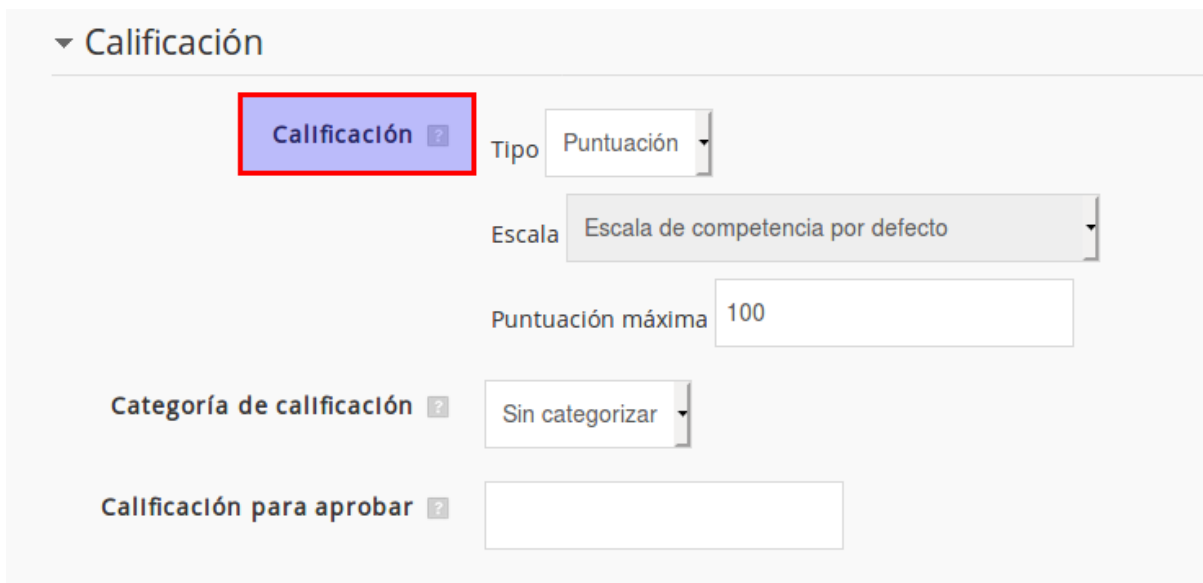 Calificación
Calificación ? Tipo Puntuación
Escala Escala de competencia por defecto
Puntuación máxima 100
Categoría de calificación ? Sin categorizar
Calificación para aprobar ?